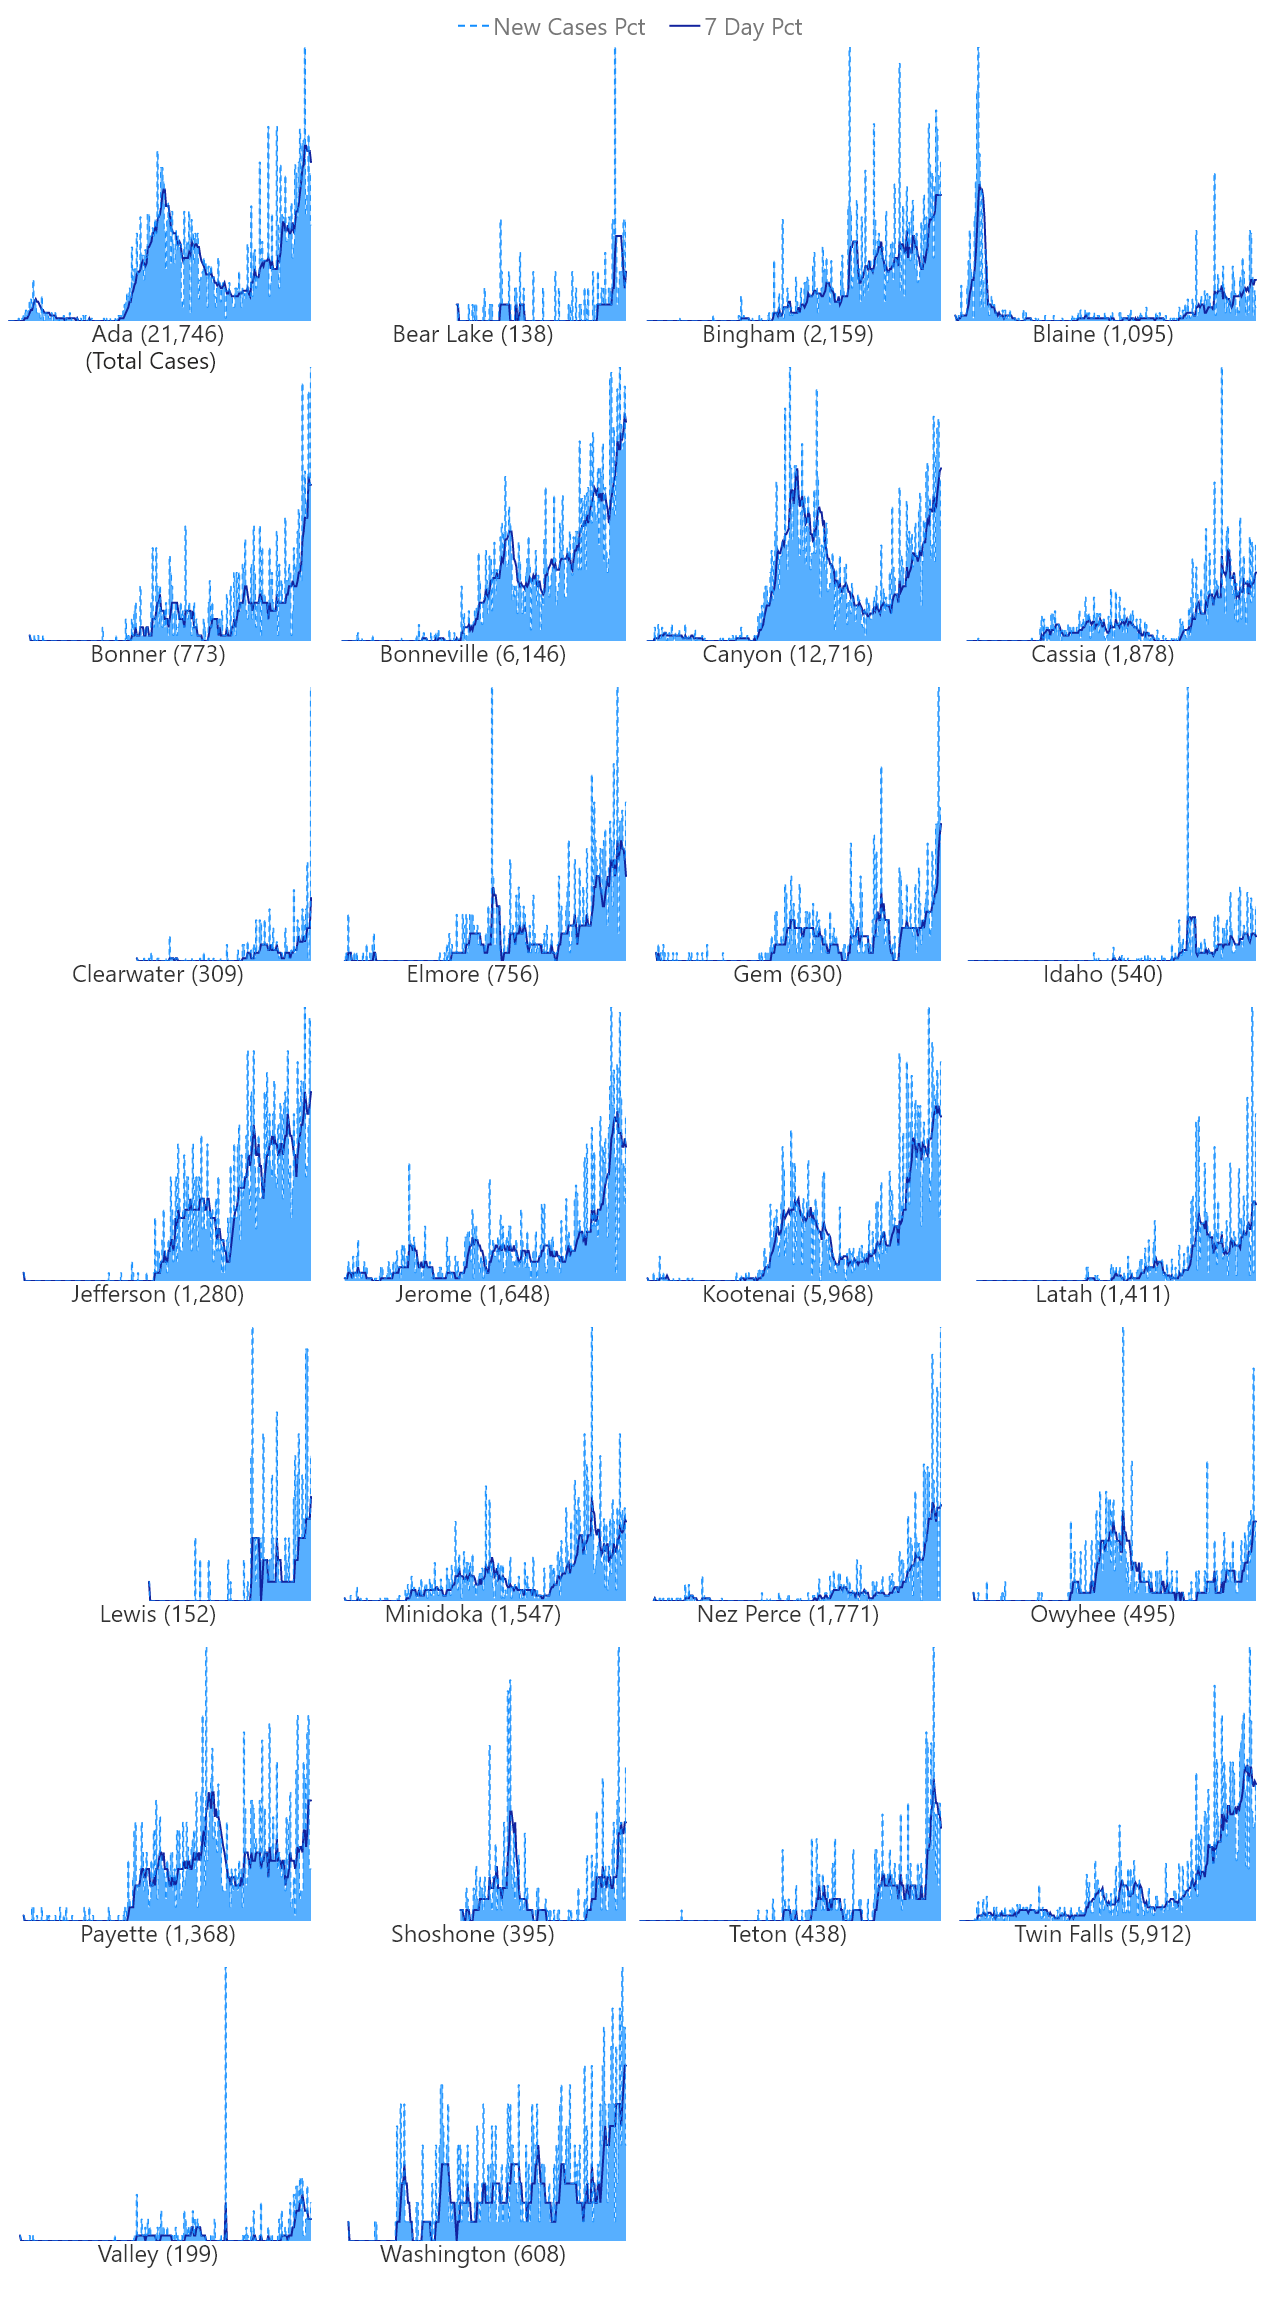 New Cases Pct 7 Day Pct
Ada (21,746)
(Total Cases)
Bear Lake (138)
Bingham (2,159)
Blaine (1,095)
Bonner (773)
Bonneville (6,146)
Canyon (12,716)
Cassia (1,878)
Clearwater (309)
Elmore (756)
Gem (630)
Idaho (540)
Jefferson (1,280)
Jerome (1,648)
Kootenai (5,968)
Latah (1,411)
Lewis (152)
Minidoka (1,547)
Nez Perce (1,771)
Owyhee (495)
Payette (1,368)
Shoshone (395)
Teton (438)
Twin Falls (5,912)
Valley (199)
Washington (608)